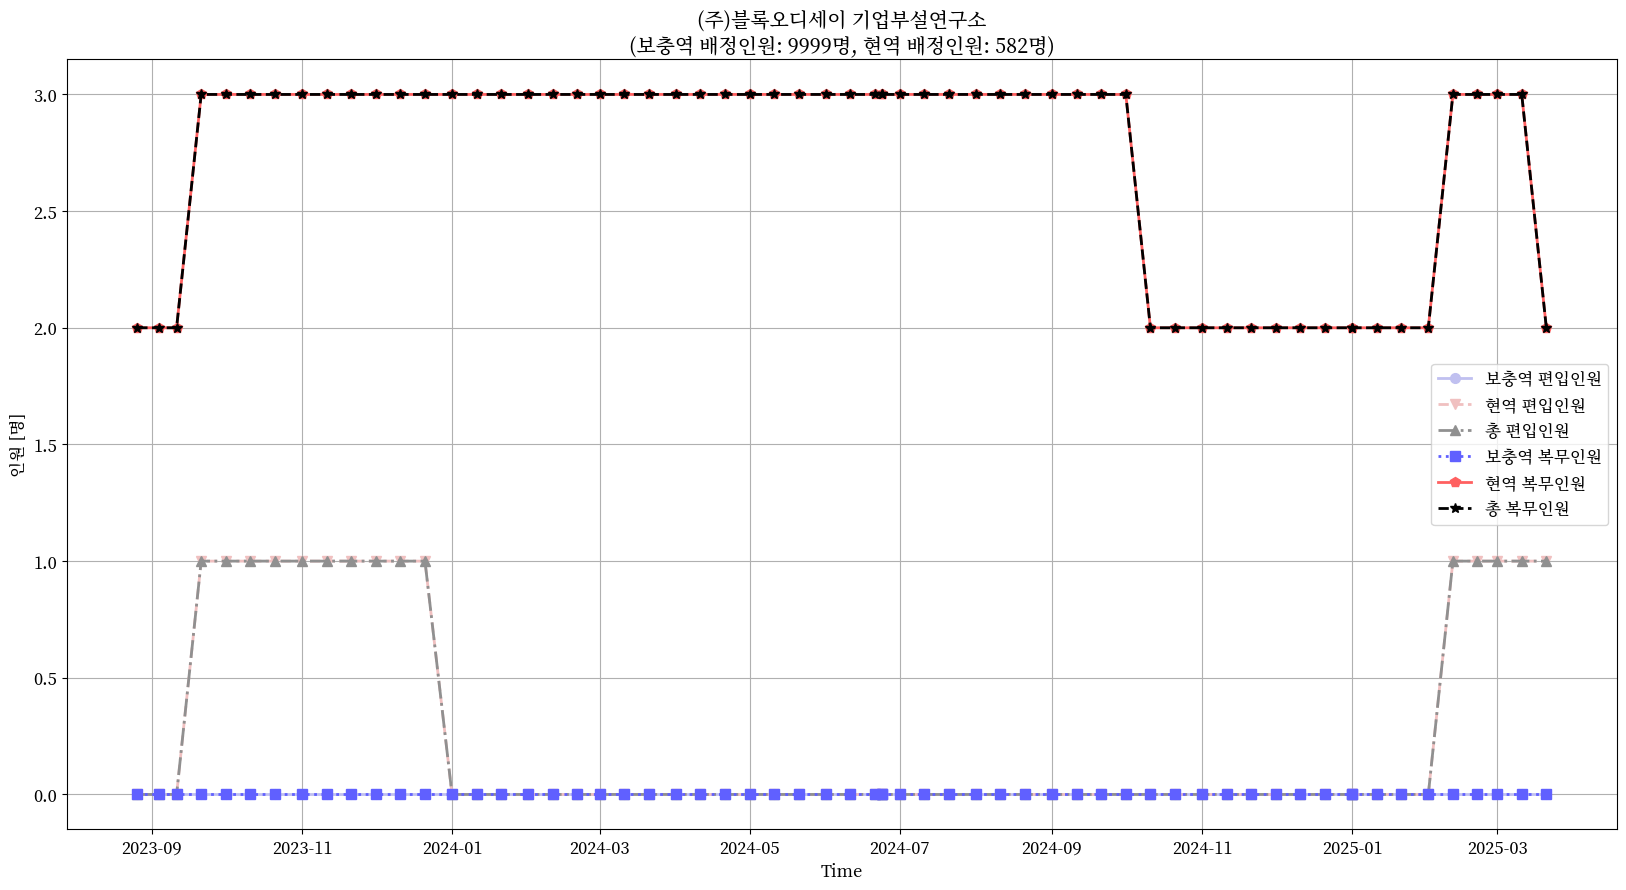 (주)블록오디세이 기업부설연구소
(보충역 배정인원: 9999명, 현역 배정인원: 582명)
인원 [명]
3.0
2.5
2.0
1.5
1.0
0.5
0.0
보충역 편입인원
현역 편입인원
총 편입인원
보충역 복무인원
현역 복무인원
총 복무인원
2023-09 2023-11 2024-01 2024-03 2024-05 2024-07 2024-09 2024-11 2025-01 2025-03
Time